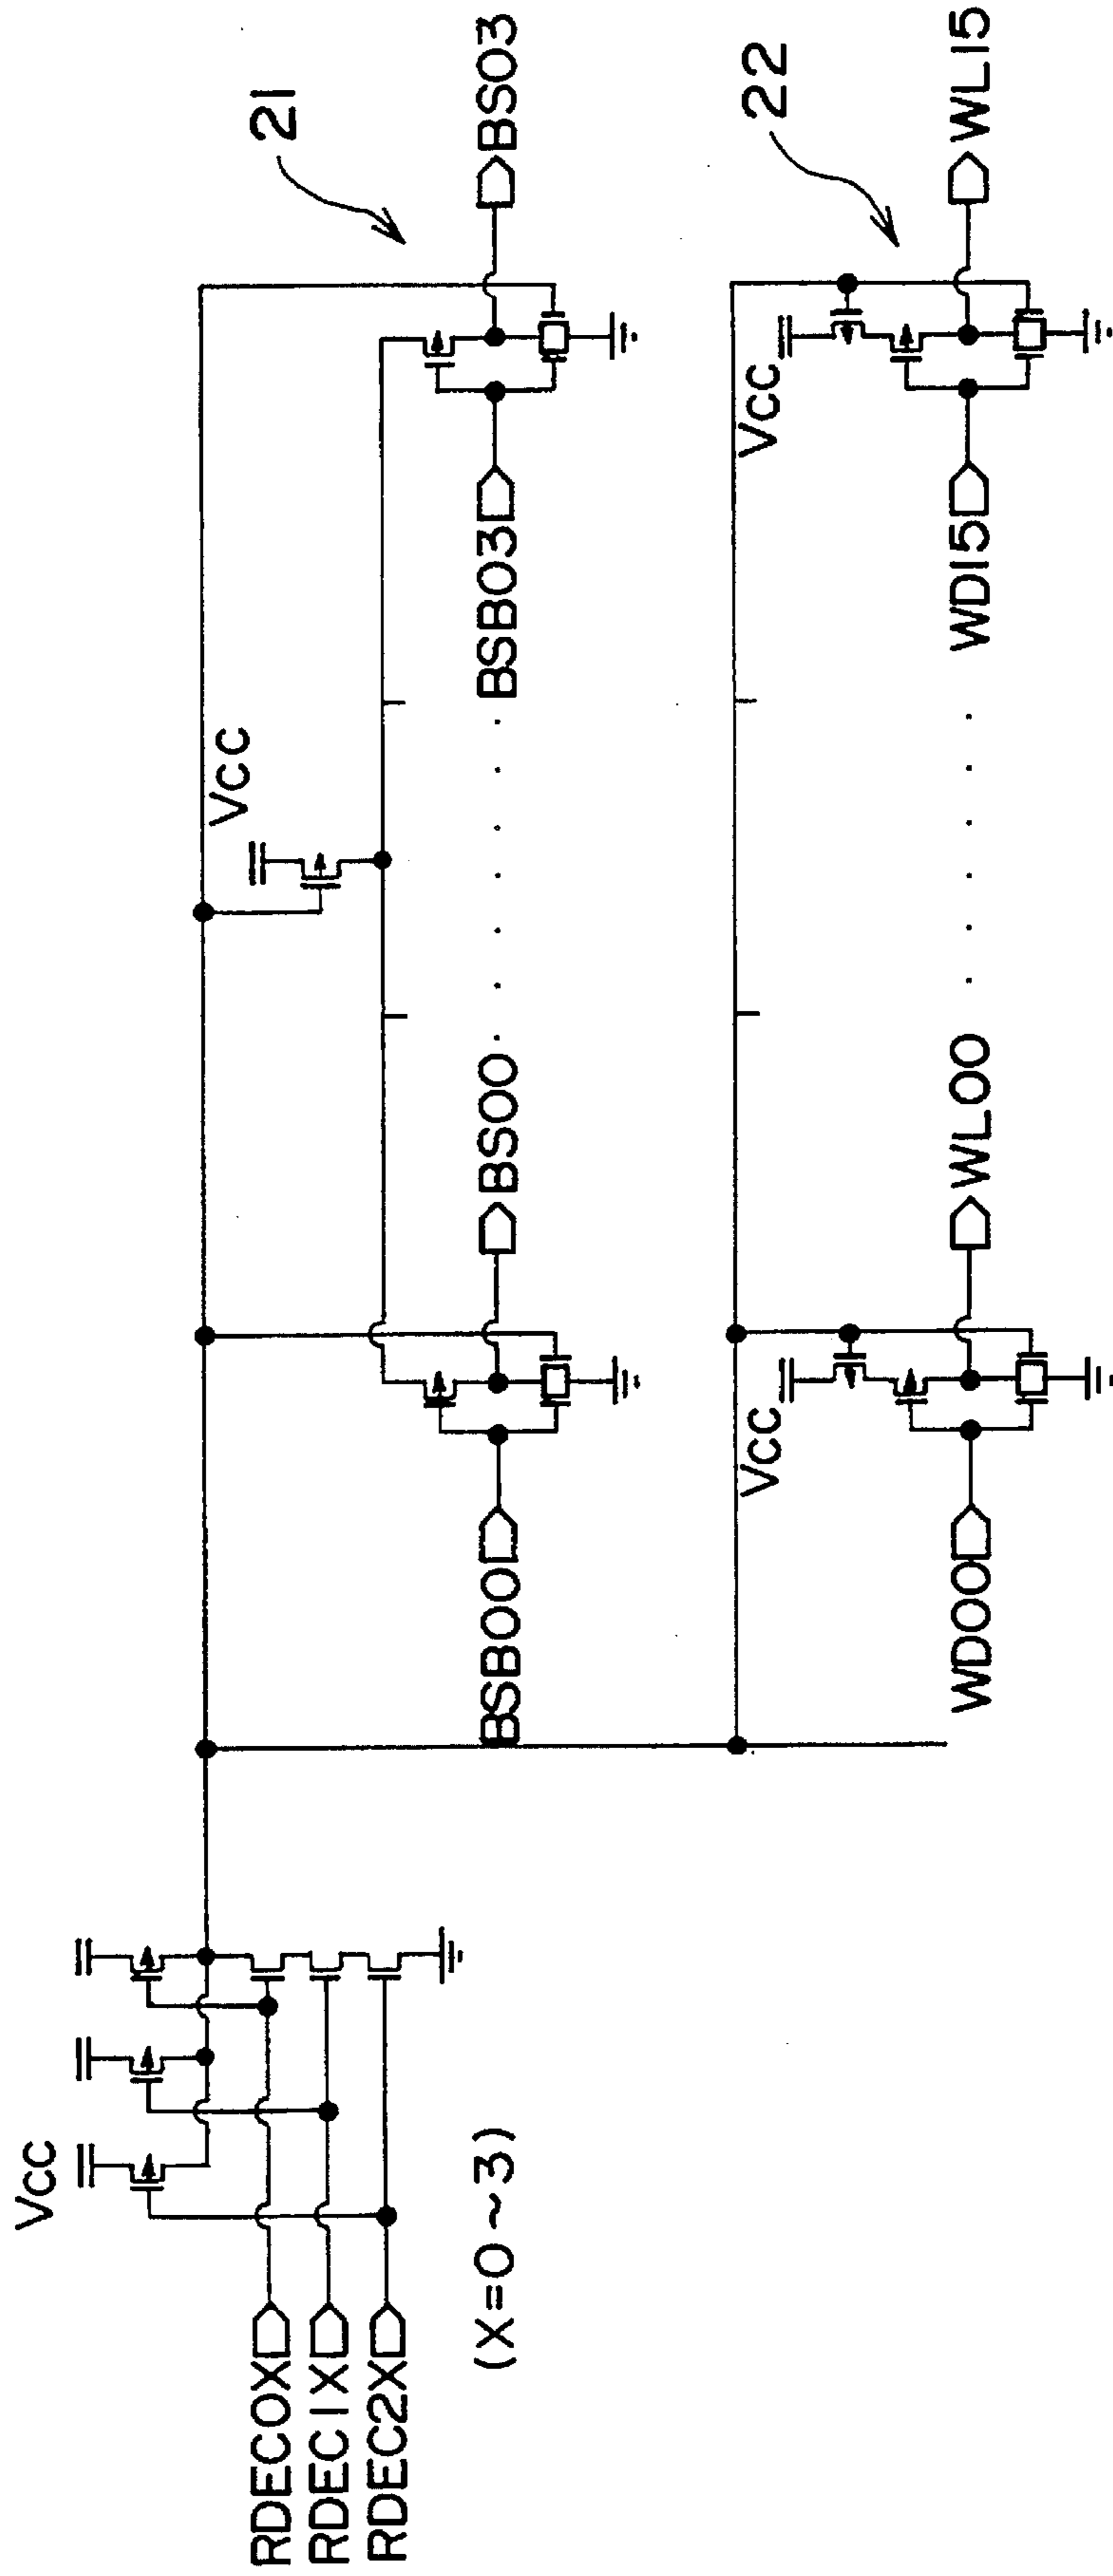 VCC
RDEC0X
RDEC1X
RDEC2X
(X=0~3)
VCC
21
BSB00
BS00
BSB03
BS03
22
VCC
WD00
WL00
VCC
WD15
WL15